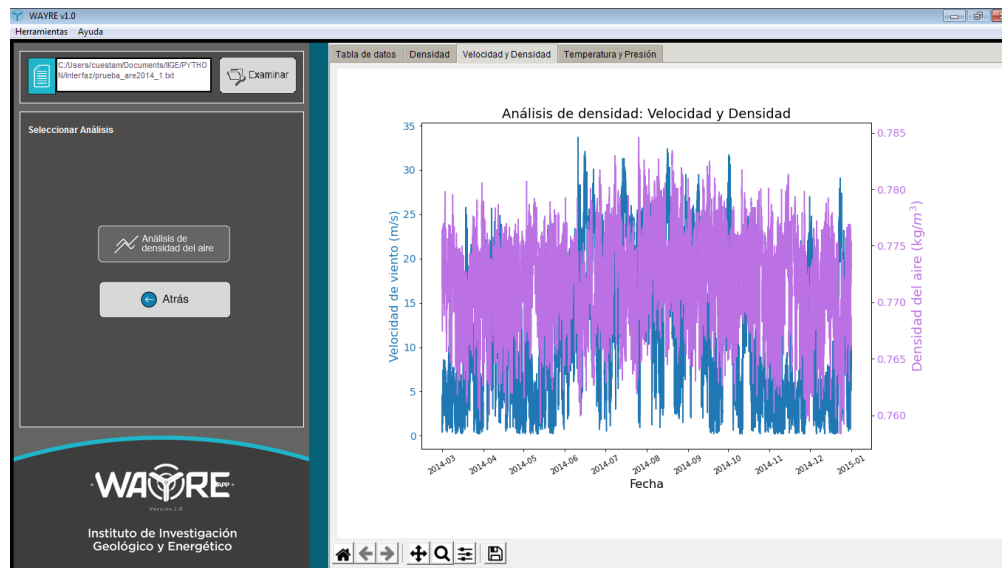 WAYRE v1.0
Herramientas Ayuda
C:/Users/cuestam/Documents/IIGE/PYTHO
N/Interfaz/prueba_are2014_1.txt
Examinar
Seleccionar Análisis
Análisis de
densidad del aire
Atrás
WAYRE APP
Versión 1.0
Instituto de Investigación
Geológico y Energético
Tabla de datos Densidad Velocidad y Densidad Temperatura y Presión
Análisis de densidad: Velocidad y Densidad
Velocidad de viento (m/s)
35
30
25
20
15
10
5
0
0.785
0.780
0.775
0.770
0.765
0.760
Densidad del aire (kg/m³)
2014-03 2014-04 2014-05 2014-06 2014-07 2014-08 2014-09 2014-10 2014-11 2014-12 2015-01
Fecha